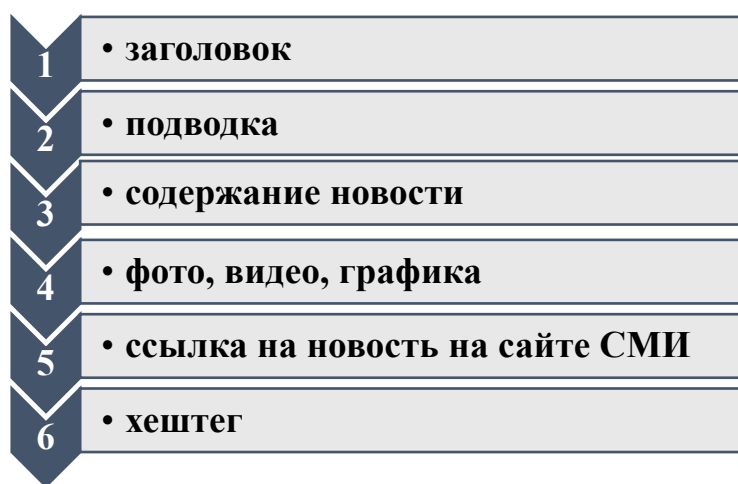 1 • заголовок
2 • подводка
3 • содержание новости
4 • фото, видео, графика
5 • ссылка на новость на сайте СМИ
6 • хештег